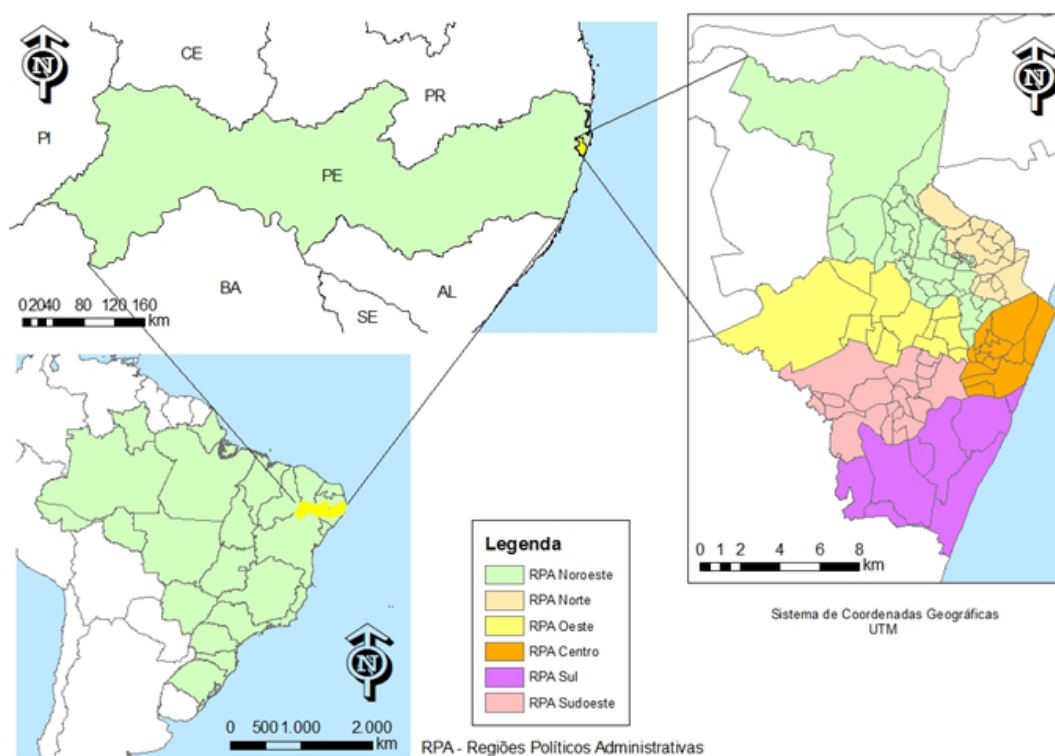 N
CE
PI
PR
PE
BA
AL
SE
0 20 40 80 120 160
km
N
0 1 2 4 6 8
km
Sistema de Coordenadas Geográficas
UTM
N
0 500 1.000 2.000
km
Legenda
RPA Noroeste
RPA Norte
RPA Oeste
RPA Centro
RPA Sul
RPA Sudoeste
RPA - Regiões Políticos Administrativas